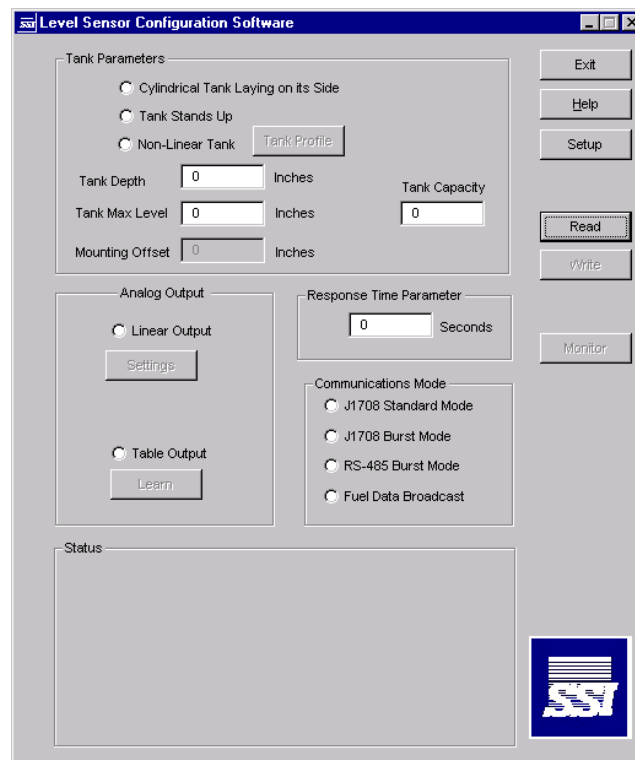 SSI Level Sensor Configuration Software
Tank Parameters
Cylindrical Tank Laying on its Side
Tank Stands Up
Non-Linear Tank
Tank Profile
Tank Depth 0 Inches
Tank Capacity
Tank Max Level 0 Inches
0
Mounting Offset 0 Inches
Exit
Help
Setup
Read
Write
Monitor
Analog Output
Linear Output
Settings
Table Output
Learn
Response Time Parameter
0 Seconds
Communications Mode
J1708 Standard Mode
J1708 Burst Mode
RS-485 Burst Mode
Fuel Data Broadcast
Status
SSI